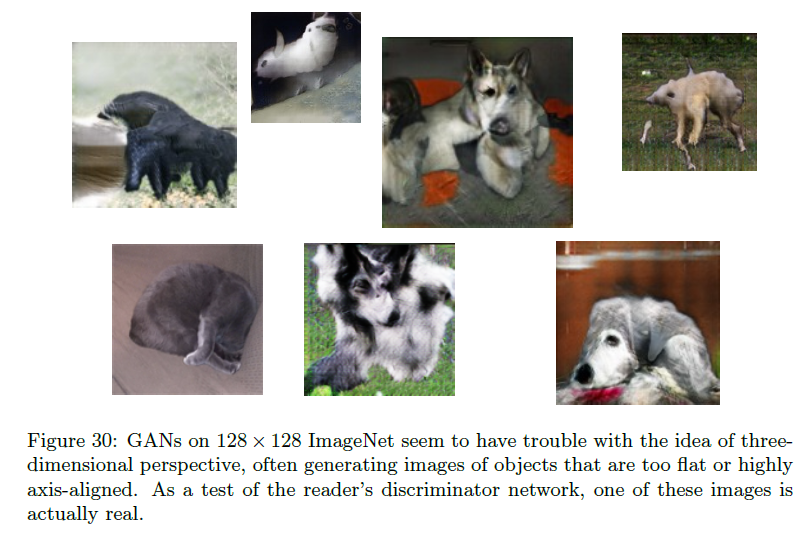 Figure 30: GANs on 128 × 128 ImageNet seem to have trouble with the idea of three-
dimensional perspective, often generating images of objects that are too flat or highly
axis-aligned. As a test of the reader's discriminator network, one of these images is
actually real.